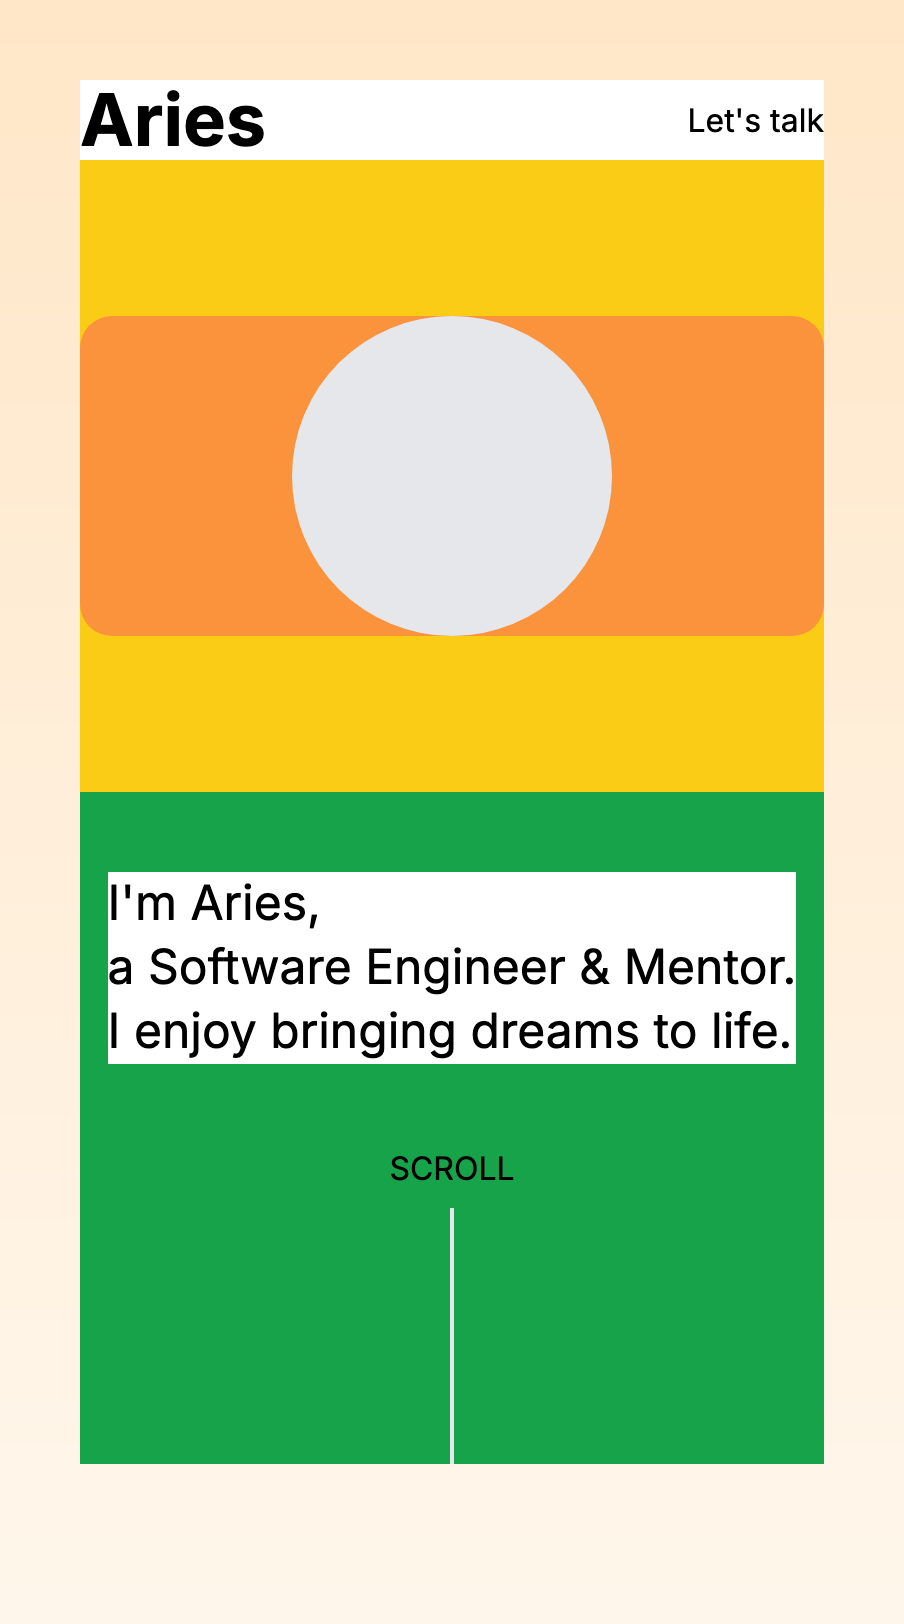 Aries
Let's talk
I'm Aries,
a Software Engineer & Mentor.
I enjoy bringing dreams to life.
SCROLL